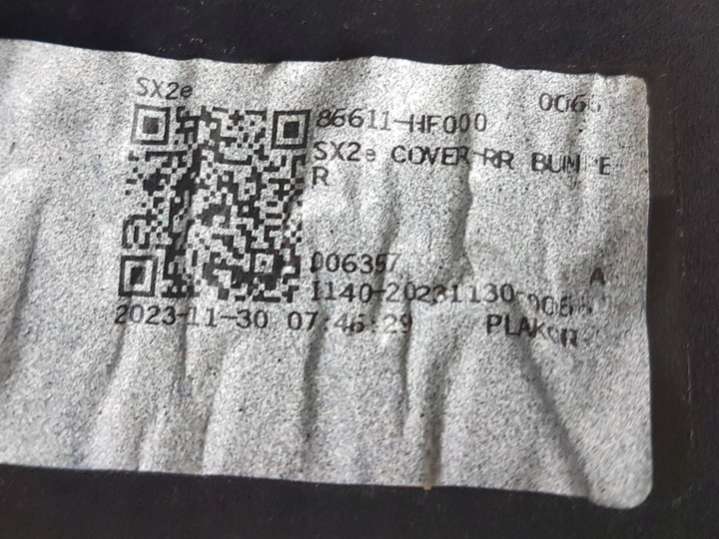 SX2e
0066
86611-HF000
SX2e COVER-RR BUMPE
R
006357
A
1140-20231130-0066
2023-11-30 07:46:29 PLAKOR